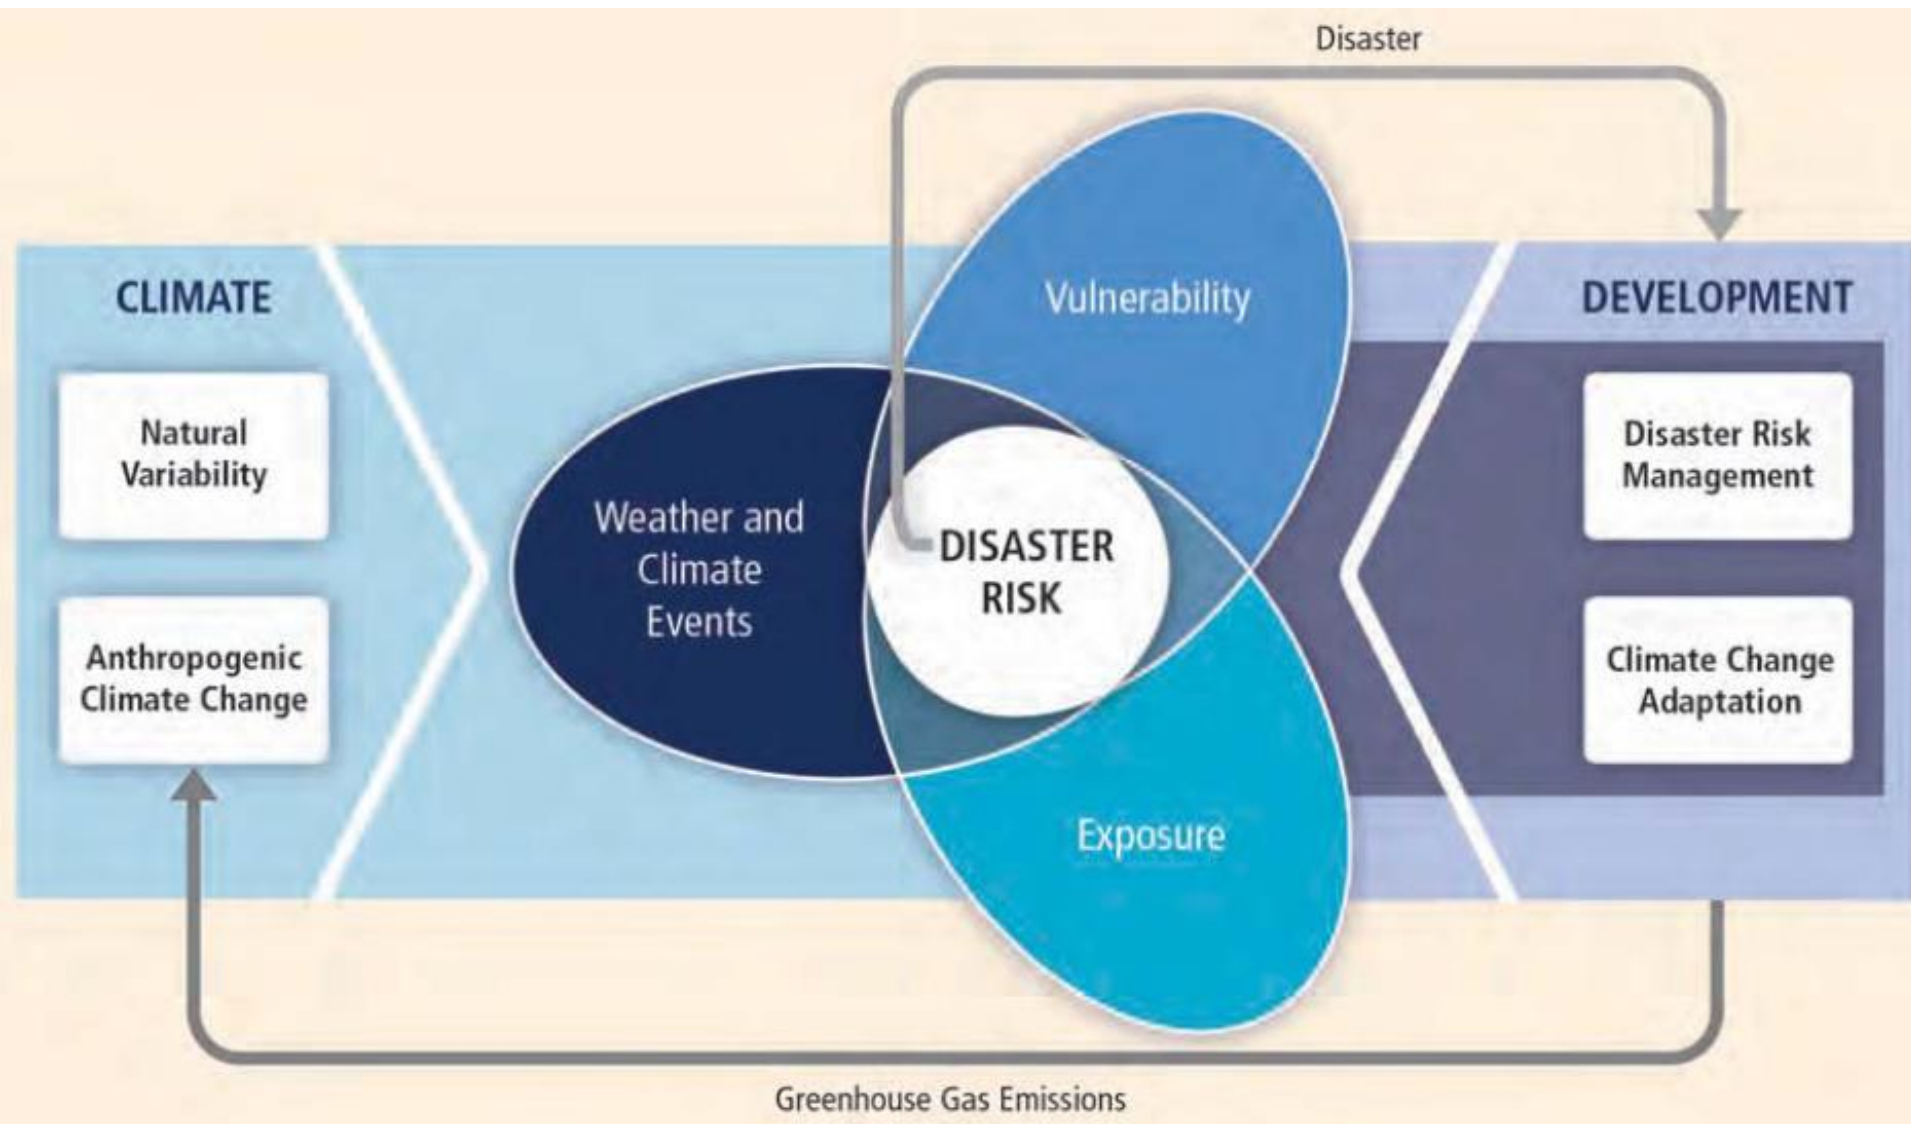 Disaster
CLIMATE
Natural
Variability
Anthropogenic
Climate Change
Vulnerability
Weather and
Climate
Events
DISASTER
RISK
Exposure
DEVELOPMENT
Disaster Risk
Management
Climate Change
Adaptation
Greenhouse Gas Emissions